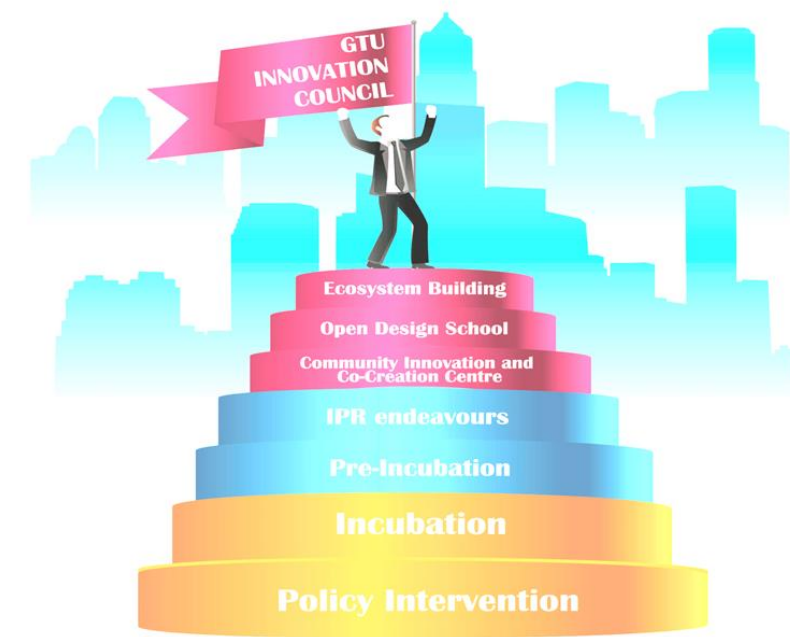 GTU
INNOVATION
COUNCIL
Ecosystem Building
Open Design School
Community Innovation and
Co-Creation Centre
IPR endeavours
Pre-Incubation
Incubation
Policy Intervention